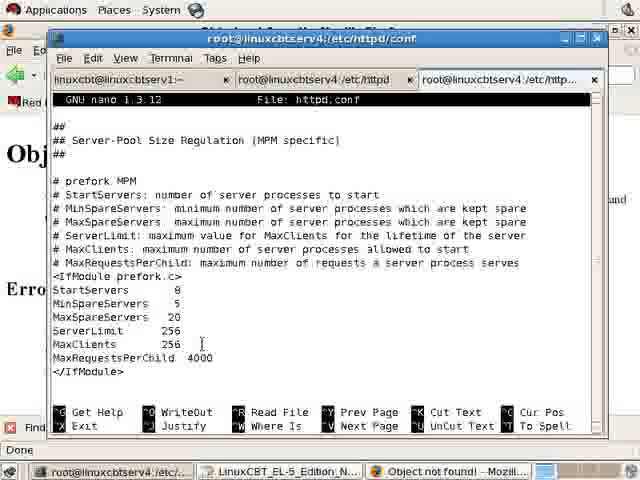 Applications Places System 4096
root@linuxcbtserv4:/etc/httpd/conf
File Edit View Terminal Tabs Help
linuxcbt@linuxcbtserv1:~ root@linuxcbtserv4:/etc/httpd root@linuxcbtserv4:/etc/http...
GNU nano 1.3.12 File: httpd.conf
##
## Server-Pool Size Regulation (MPM specific)
##
# prefork MPM
# StartServers: number of server processes to start
# MinSpareServers: minimum number of server processes which are kept spare
# MaxSpareServers: maximum number of server processes which are kept spare
# ServerLimit: maximum value for MaxClients for the lifetime of the server
# MaxClients: maximum number of server processes allowed to start
# MaxRequestsPerChild: maximum number of requests a server process serves
<IfModule prefork.c>
StartServers 8
MinSpareServers 5
MaxSpareServers 20
ServerLimit 256
MaxClients 256
MaxRequestsPerChild 4000
</IfModule>
^G Get Help ^O WriteOut ^R Read File ^Y Prev Page ^K Cut Text ^C Cur Pos
^X Exit ^J Justify ^W Where Is ^V Next Page ^U UnCut Text ^T To Spell
File
Red
Obj
und
Erro
Find
Done
root@linuxcbtserv4:/etc/... LinuxCBT_EL-5_Edition_N... Object not found! - Mozill...